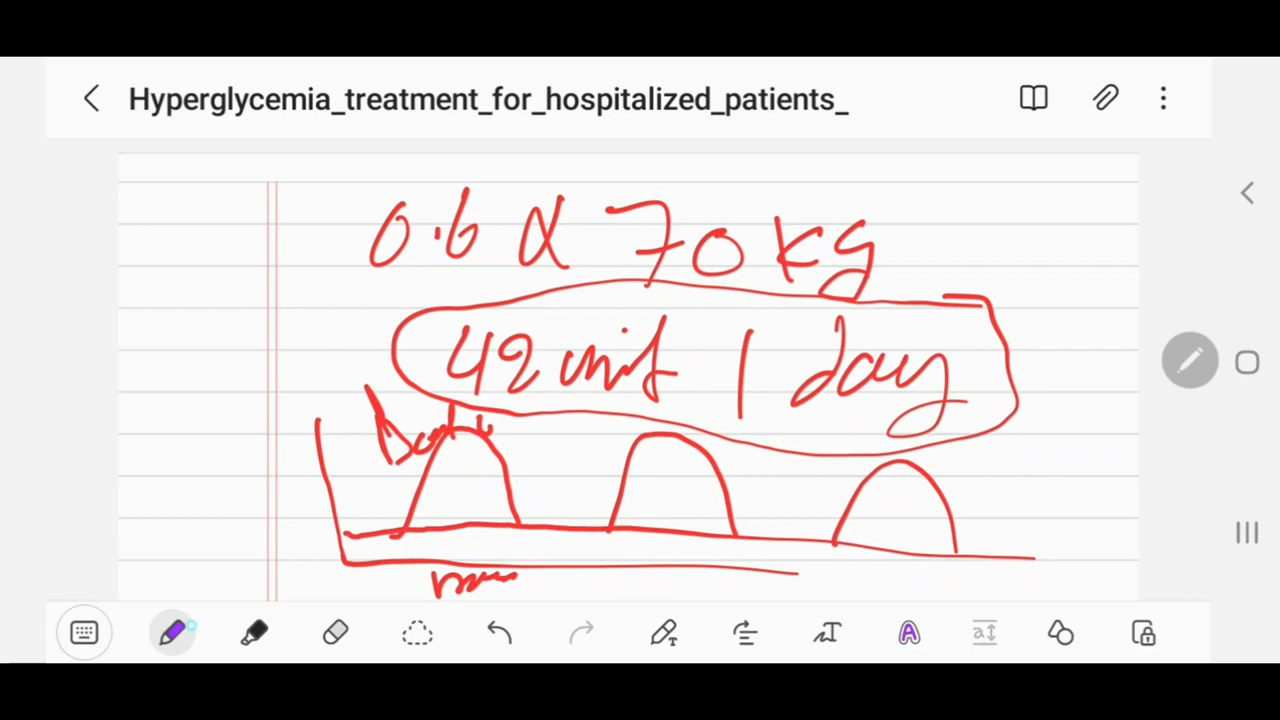 Hyperglycemia_treatment_for_hospitalized_patients_
0.6 x 70 kg
42 unit / day